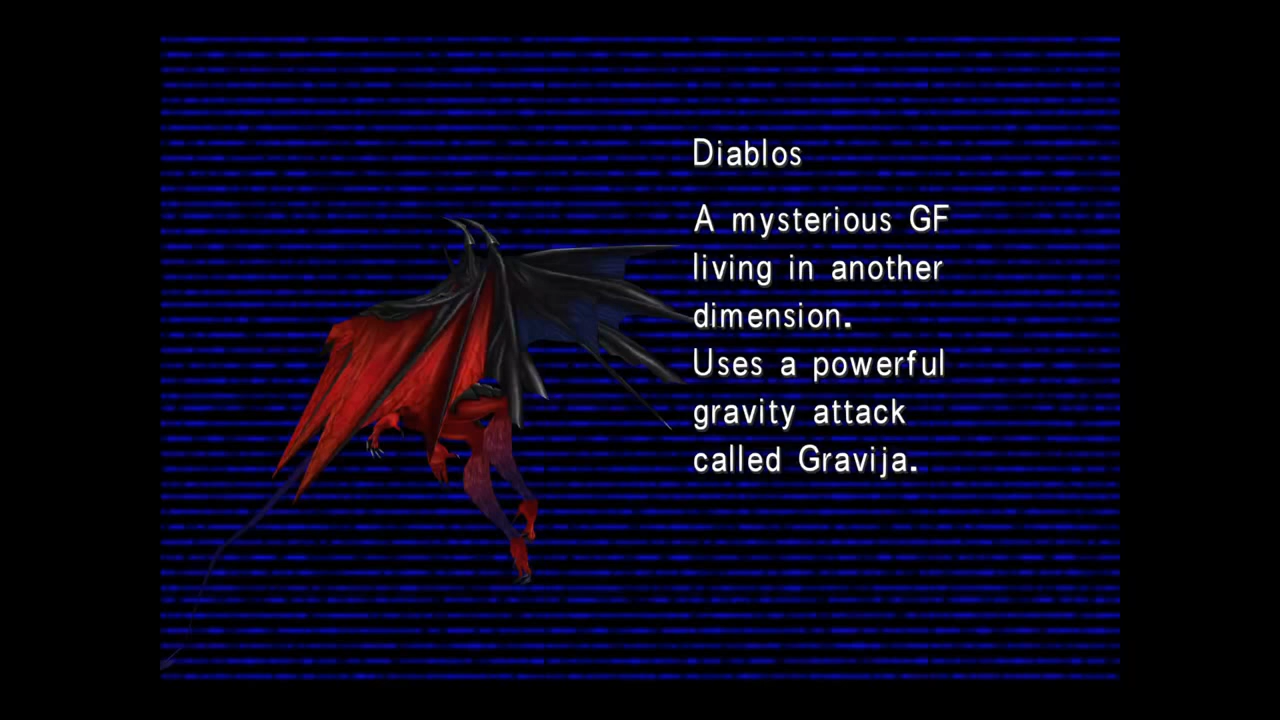 Diablos
A mysterious GF
living in another
dimension.
Uses a powerful
gravity attack
called Gravija.